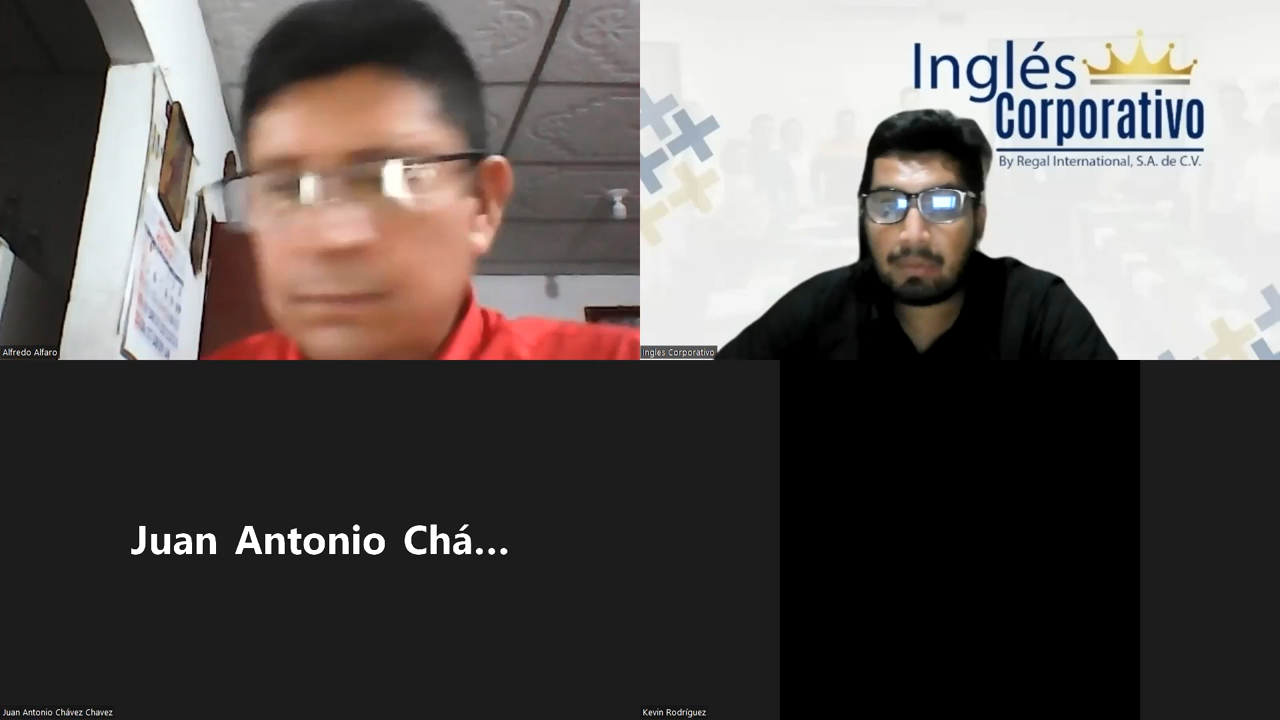 Inglés
Corporativo
By Regal International, S.A. de C.V.
Alfredo Alfaro
Ingles Corporativo
Juan Antonio Chá...
Juan Antonio Chávez Chavez
Kevin Rodríguez